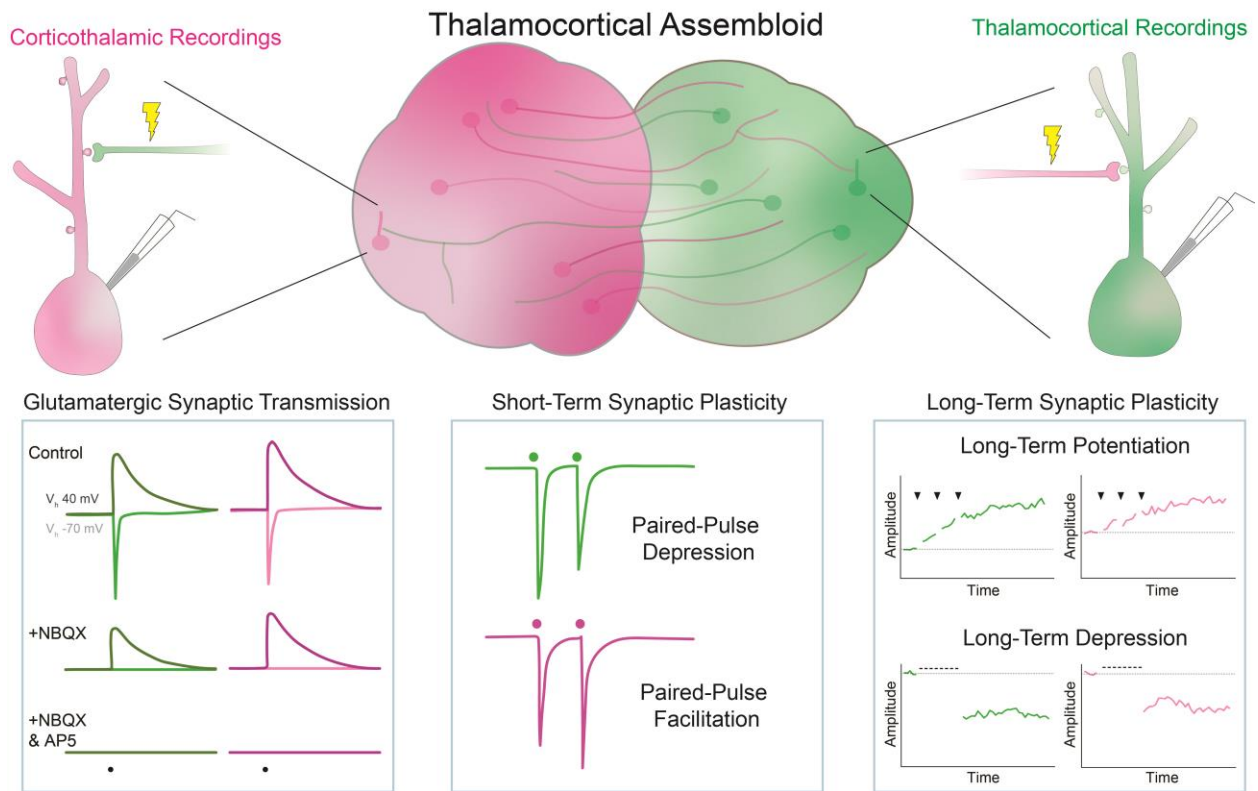 Thalamocortical Assembloid
Corticothalamic Recordings
Thalamocortical Recordings
Glutamatergic Synaptic Transmission
Control
Vh 40 mV
Vh -70 mV
+NBQX
+NBQX
& AP5
Short-Term Synaptic Plasticity
Paired-Pulse
Depression
Paired-Pulse
Facilitation
Long-Term Synaptic Plasticity
Long-Term Potentiation
Amplitude
Time
Amplitude
Time
Long-Term Depression
Amplitude
Time
Amplitude
Time